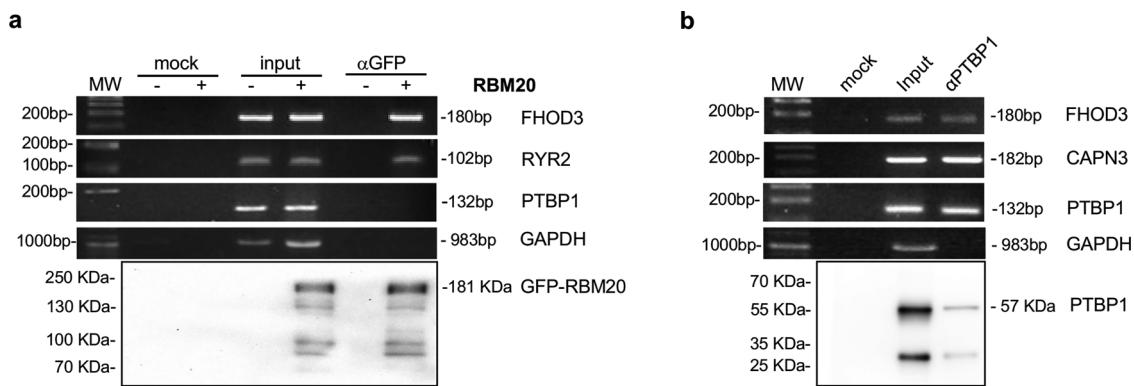 a
mock input αGFP
MW - + - + - + RBM20
200bp- -180bp FHOD3
200bp-
100bp- -102bp RYR2
200bp- -132bp PTBP1
1000bp- - 983bp GAPDH
250 KDa- -181 KDa GFP-RBM20
130 KDa-
100 KDa-
70 KDa-
b
MW mock Input αPTBP1
200bp- -180bp FHOD3
200bp- -182bp CAPN3
200bp- -132bp PTBP1
1000bp- - 983bp GAPDH
70 KDa-
55 KDa- - 57 KDa PTBP1
35 KDa-
25 KDa-